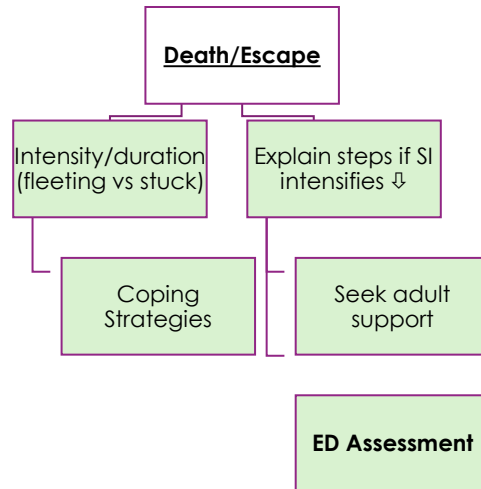 Death/Escape
Intensity/duration
(fleeting vs stuck)
Explain steps if SI
intensifies ⇩
Coping
Strategies
Seek adult
support
ED Assessment